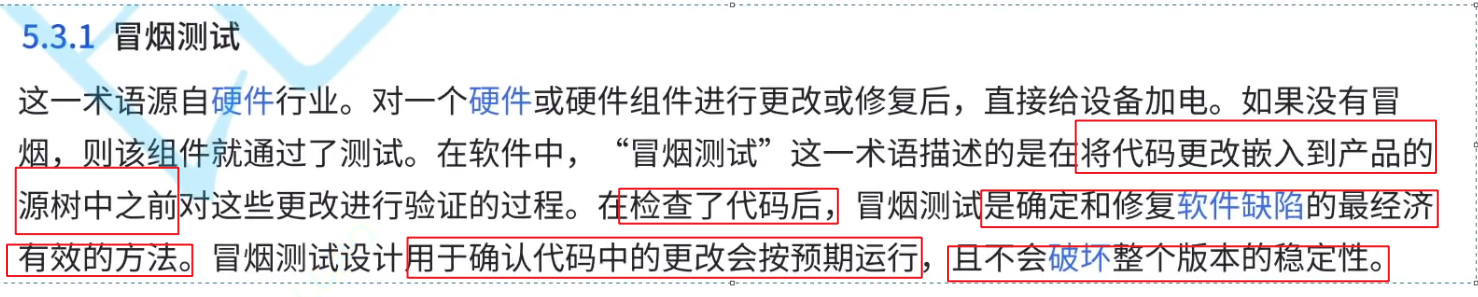 5.3.1 冒烟测试
这一术语源自硬件行业。对一个硬件或硬件组件进行更改或修复后，直接给设备加电。如果没有冒
烟，则该组件就通过了测试。在软件中，“冒烟测试”这一术语描述的是在将代码更改嵌入到产品的
源树中之前对这些更改进行验证的过程。在检查了代码后，冒烟测试是确定和修复软件缺陷的最经济
有效的方法。冒烟测试设计用于确认代码中的更改会按预期运行，且不会破坏整个版本的稳定性。